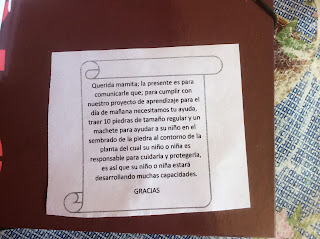 Querida mamita; la presente es para
comunicarle que; para cumplir con
nuestro proyecto de aprendizaje para el
día de mañana necesitamos tu ayuda,
traer 10 piedras de tamaño regular y un
machete para ayudar a su niño en el
sembrado de la piedra al contorno de la
planta del cual su niño o niña es
responsable para cuidarla y protegerla,
es así que su niño o niña estará
desarrollando muchas capacidades.
GRACIAS